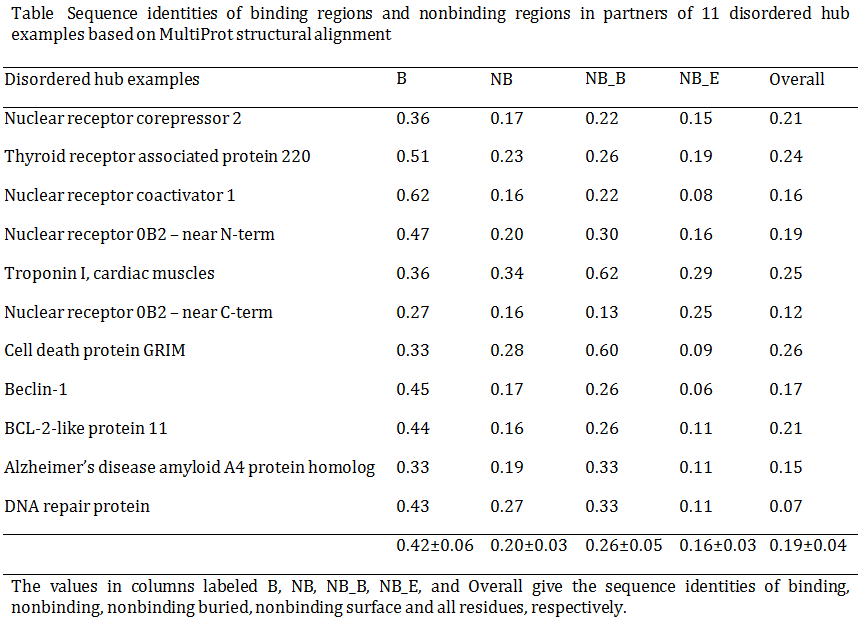 Table Sequence identities of binding regions and nonbinding regions in partners of 11 disordered hub
examples based on MultiProt structural alignment
Disordered hub examples B NB NB_B NB_E Overall
Nuclear receptor corepressor 2 0.36 0.17 0.22 0.15 0.21
Thyroid receptor associated protein 220 0.51 0.23 0.26 0.19 0.24
Nuclear receptor coactivator 1 0.62 0.16 0.22 0.08 0.16
Nuclear receptor 0B2 – near N-term 0.47 0.20 0.30 0.16 0.19
Troponin I, cardiac muscles 0.36 0.34 0.62 0.29 0.25
Nuclear receptor 0B2 – near C-term 0.27 0.16 0.13 0.25 0.12
Cell death protein GRIM 0.33 0.28 0.60 0.09 0.26
Beclin-1 0.45 0.17 0.26 0.06 0.17
BCL-2-like protein 11 0.44 0.16 0.26 0.11 0.21
Alzheimer’s disease amyloid A4 protein homolog 0.33 0.19 0.33 0.11 0.15
DNA repair protein 0.43 0.27 0.33 0.11 0.07
0.42±0.06 0.20±0.03 0.26±0.05 0.16±0.03 0.19±0.04
The values in columns labeled B, NB, NB_B, NB_E, and Overall give the sequence identities of binding,
nonbinding, nonbinding buried, nonbinding surface and all residues, respectively.